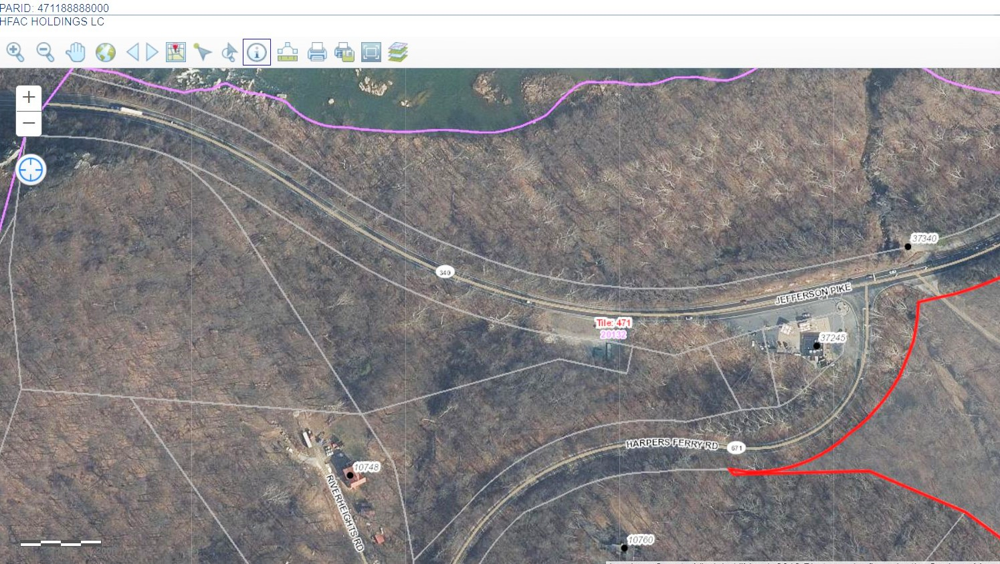 PARID: 471188888000
HFAC HOLDINGS LC
+
−
37340
340
JEFFERSON PIKE
Tile: 471
20132
37245
HARPERS FERRY RD
671
10748
RIVERHEIGHTS RD
10760